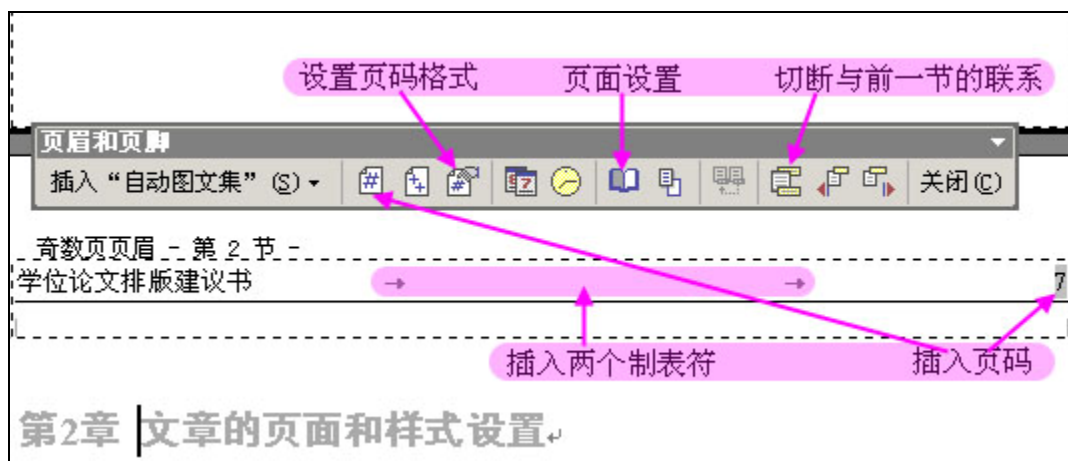 设置页码格式 页面设置 切断与前一节的联系
页眉和页脚
插入“自动图文集”(S) 关闭(C)
奇数页页眉 - 第 2 节 -
学位论文排版建议书 → → 7
插入两个制表符 插入页码
第2章 文章的页面和样式设置